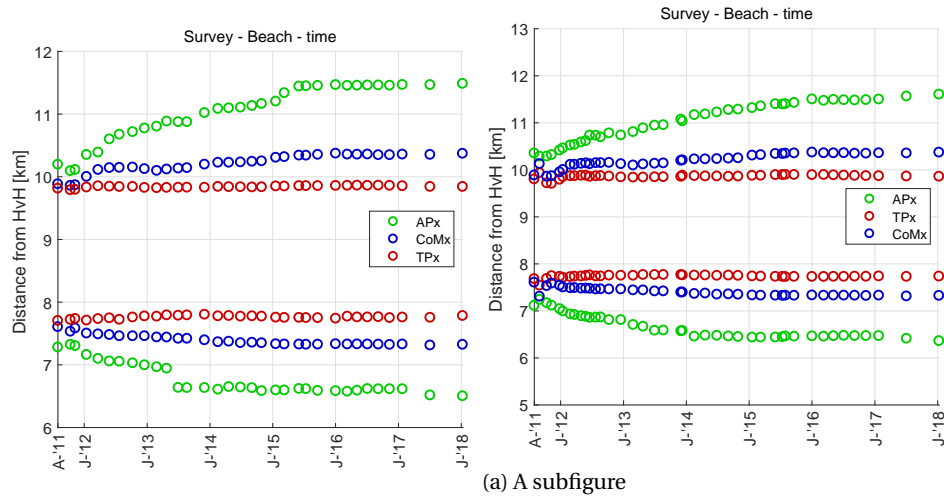 Survey - Beach - time
12
11
10
9
8
7
6
Distance from HvH [km]
APx
CoMx
TPx
A-'11
J-'12
J-'13
J-'14
J-'15
J-'16
J-'17
J-'18
Survey - Beach - time
13
12
11
10
9
8
7
6
5
Distance from HvH [km]
APx
TPx
CoMx
A-'11
J-'12
J-'13
J-'14
J-'15
J-'16
J-'17
J-'18
(a) A subfigure